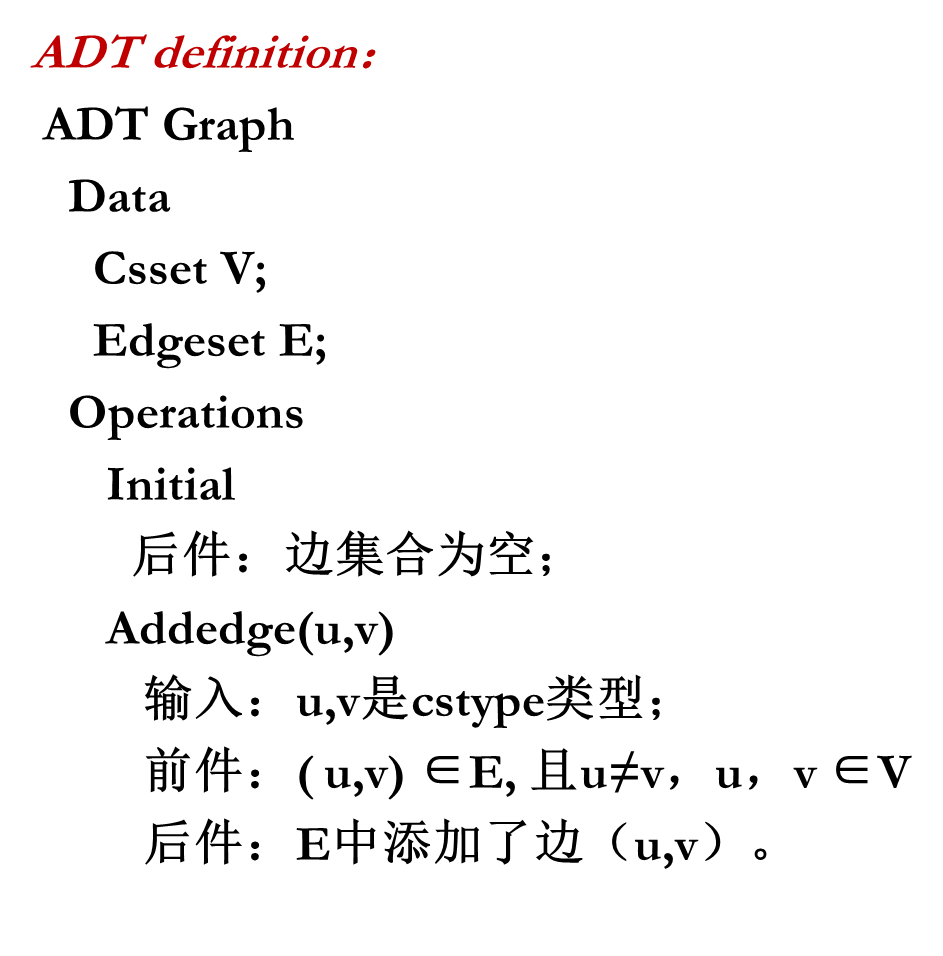 ADT definition：
ADT Graph
Data
Csset V;
Edgeset E;
Operations
Initial
后件：边集合为空；
Addedge(u,v)
输入：u,v是cstype类型；
前件：( u,v) ∈E, 且u≠v，u，v ∈V
后件：E中添加了边（u,v）。